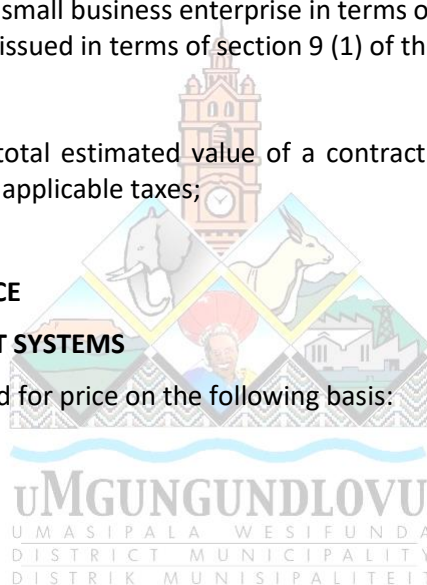 small business enterprise in terms o
issued in terms of section 9 (1) of th
total estimated value of a contract
applicable taxes;
CE
T SYSTEMS
d for price on the following basis:
UMGUNGUNDLOVU
UMASIPALA WESIFUNDA
DISTRICT MUNICIPALITY
DISTRIK MUNISIPALITEIT